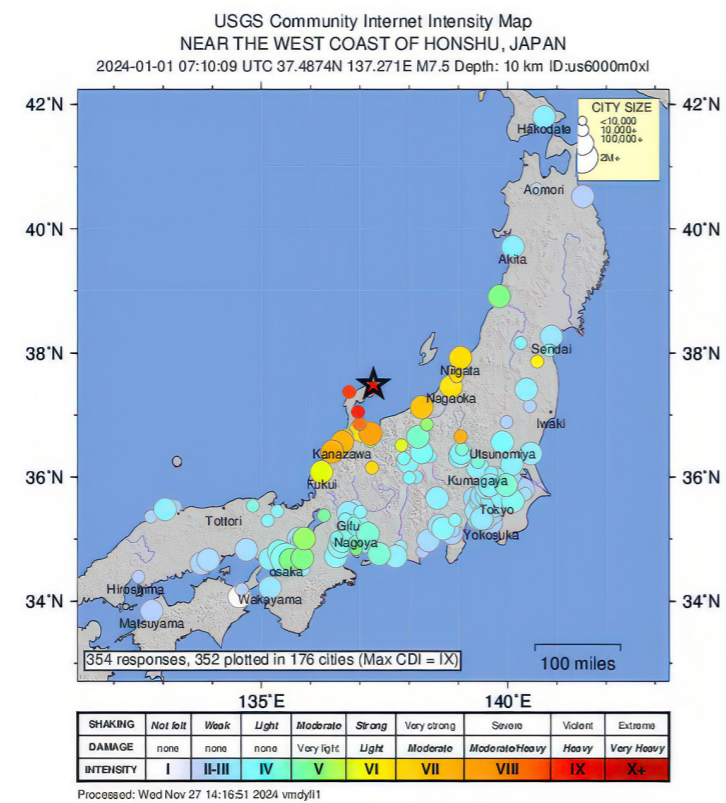 USGS Community Internet Intensity Map
NEAR THE WEST COAST OF HONSHU, JAPAN
2024-01-01 07:10:09 UTC 37.4874N 137.271E M7.5 Depth: 10 km ID:us6000m0xl
42°N
42°N
CITY SIZE
<10,000
10,000+
100,000+
2M+
Hakodate
Aomori
40°N
40°N
Akita
38°N
38°N
Sendai
Niigata
Nagaoka
Iwaki
Kanazawa
Utsunomiya
36°N
36°N
Fukui
Kumagaya
Tottori
Gifu
Tokyo
Nagoya
Yokosuka
osaka
Hiroshima
34°N
34°N
Wakayama
Matsuyama
354 responses, 352 plotted in 176 cities (Max CDI = IX)
100 miles
135°E
140°E
SHAKING Not felt Weak Light Moderate Strong Very strong Severe Violent Extreme
DAMAGE none none none Very light Light Moderate Moderate/Heavy Heavy Very Heavy
INTENSITY I II-III IV V VI VII VIII IX X+
Processed: Wed Nov 27 14:16:51 2024 vmdyfi1